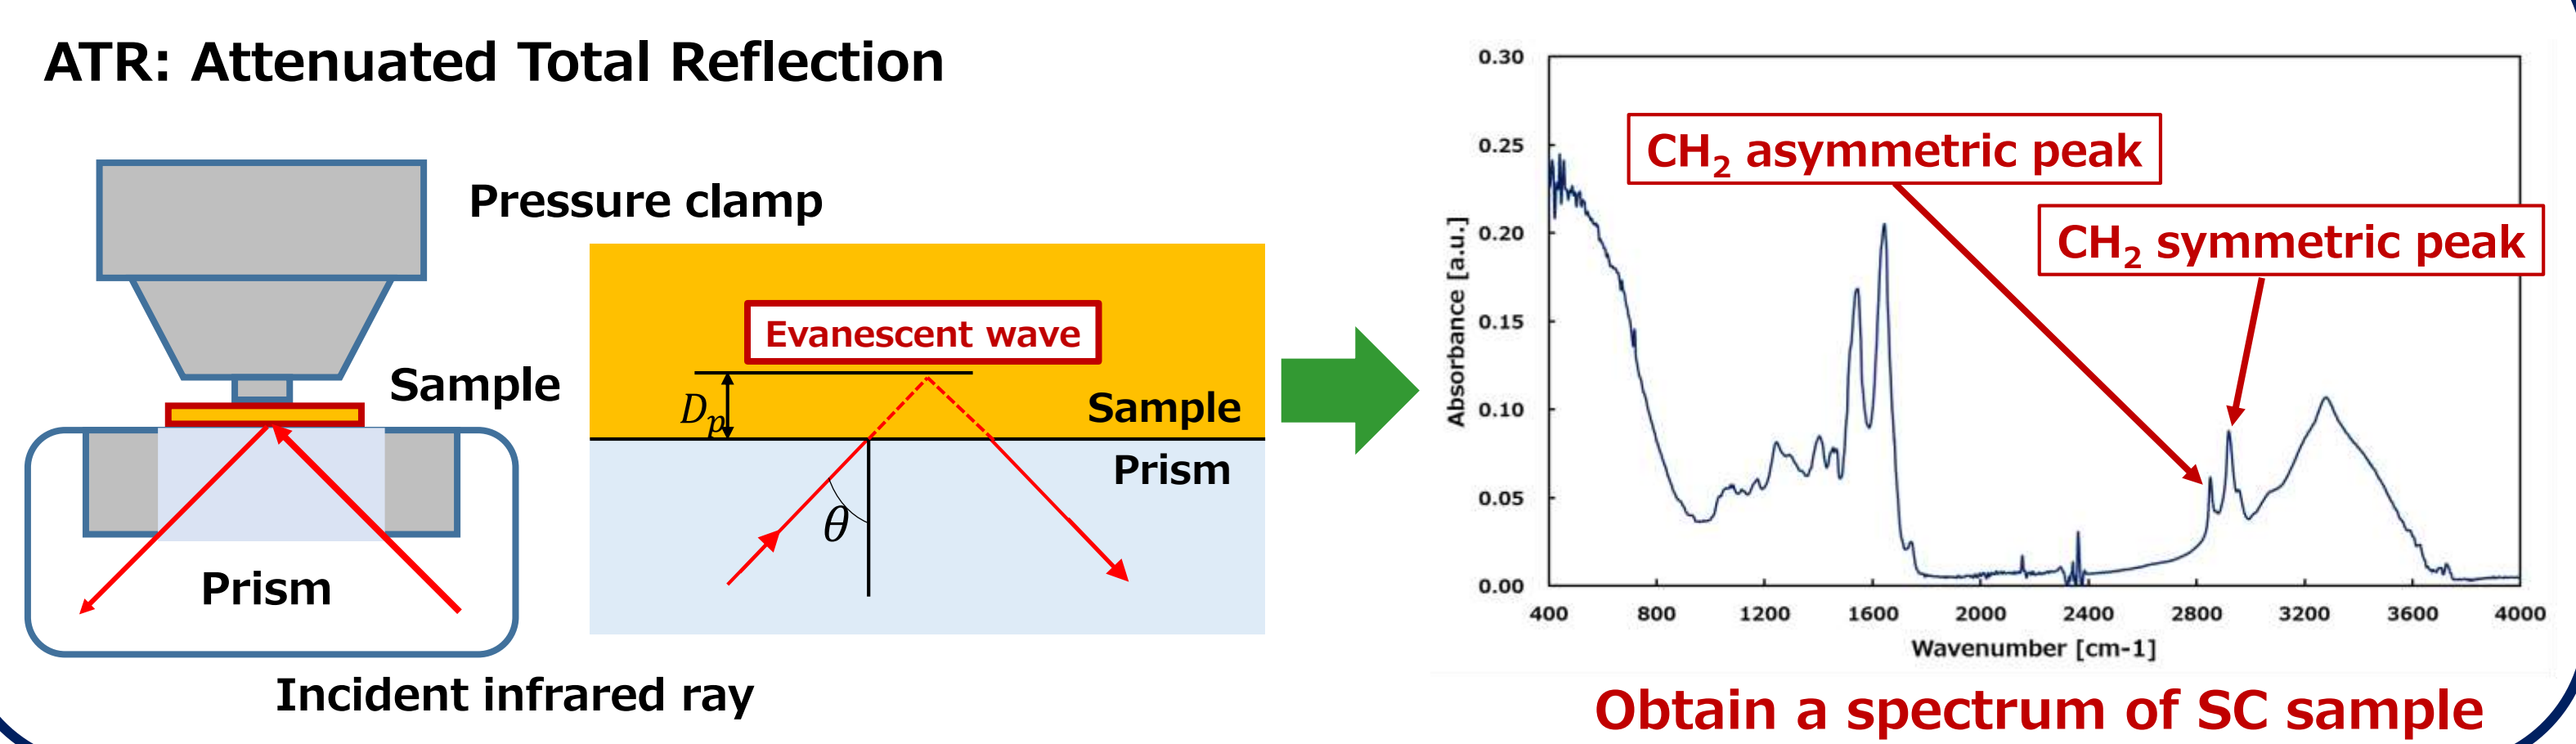 ATR: Attenuated Total Reflection
Pressure clamp
Sample
Prism
Incident infrared ray
Evanescent wave
Dₚ
Sample
Prism
θ
CH₂ asymmetric peak
CH₂ symmetric peak
Absorbance [a.u.]
0.30
0.25
0.20
0.15
0.10
0.05
0.00
400 800 1200 1600 2000 2400 2800 3200 3600 4000
Wavenumber [cm-1]
Obtain a spectrum of SC sample